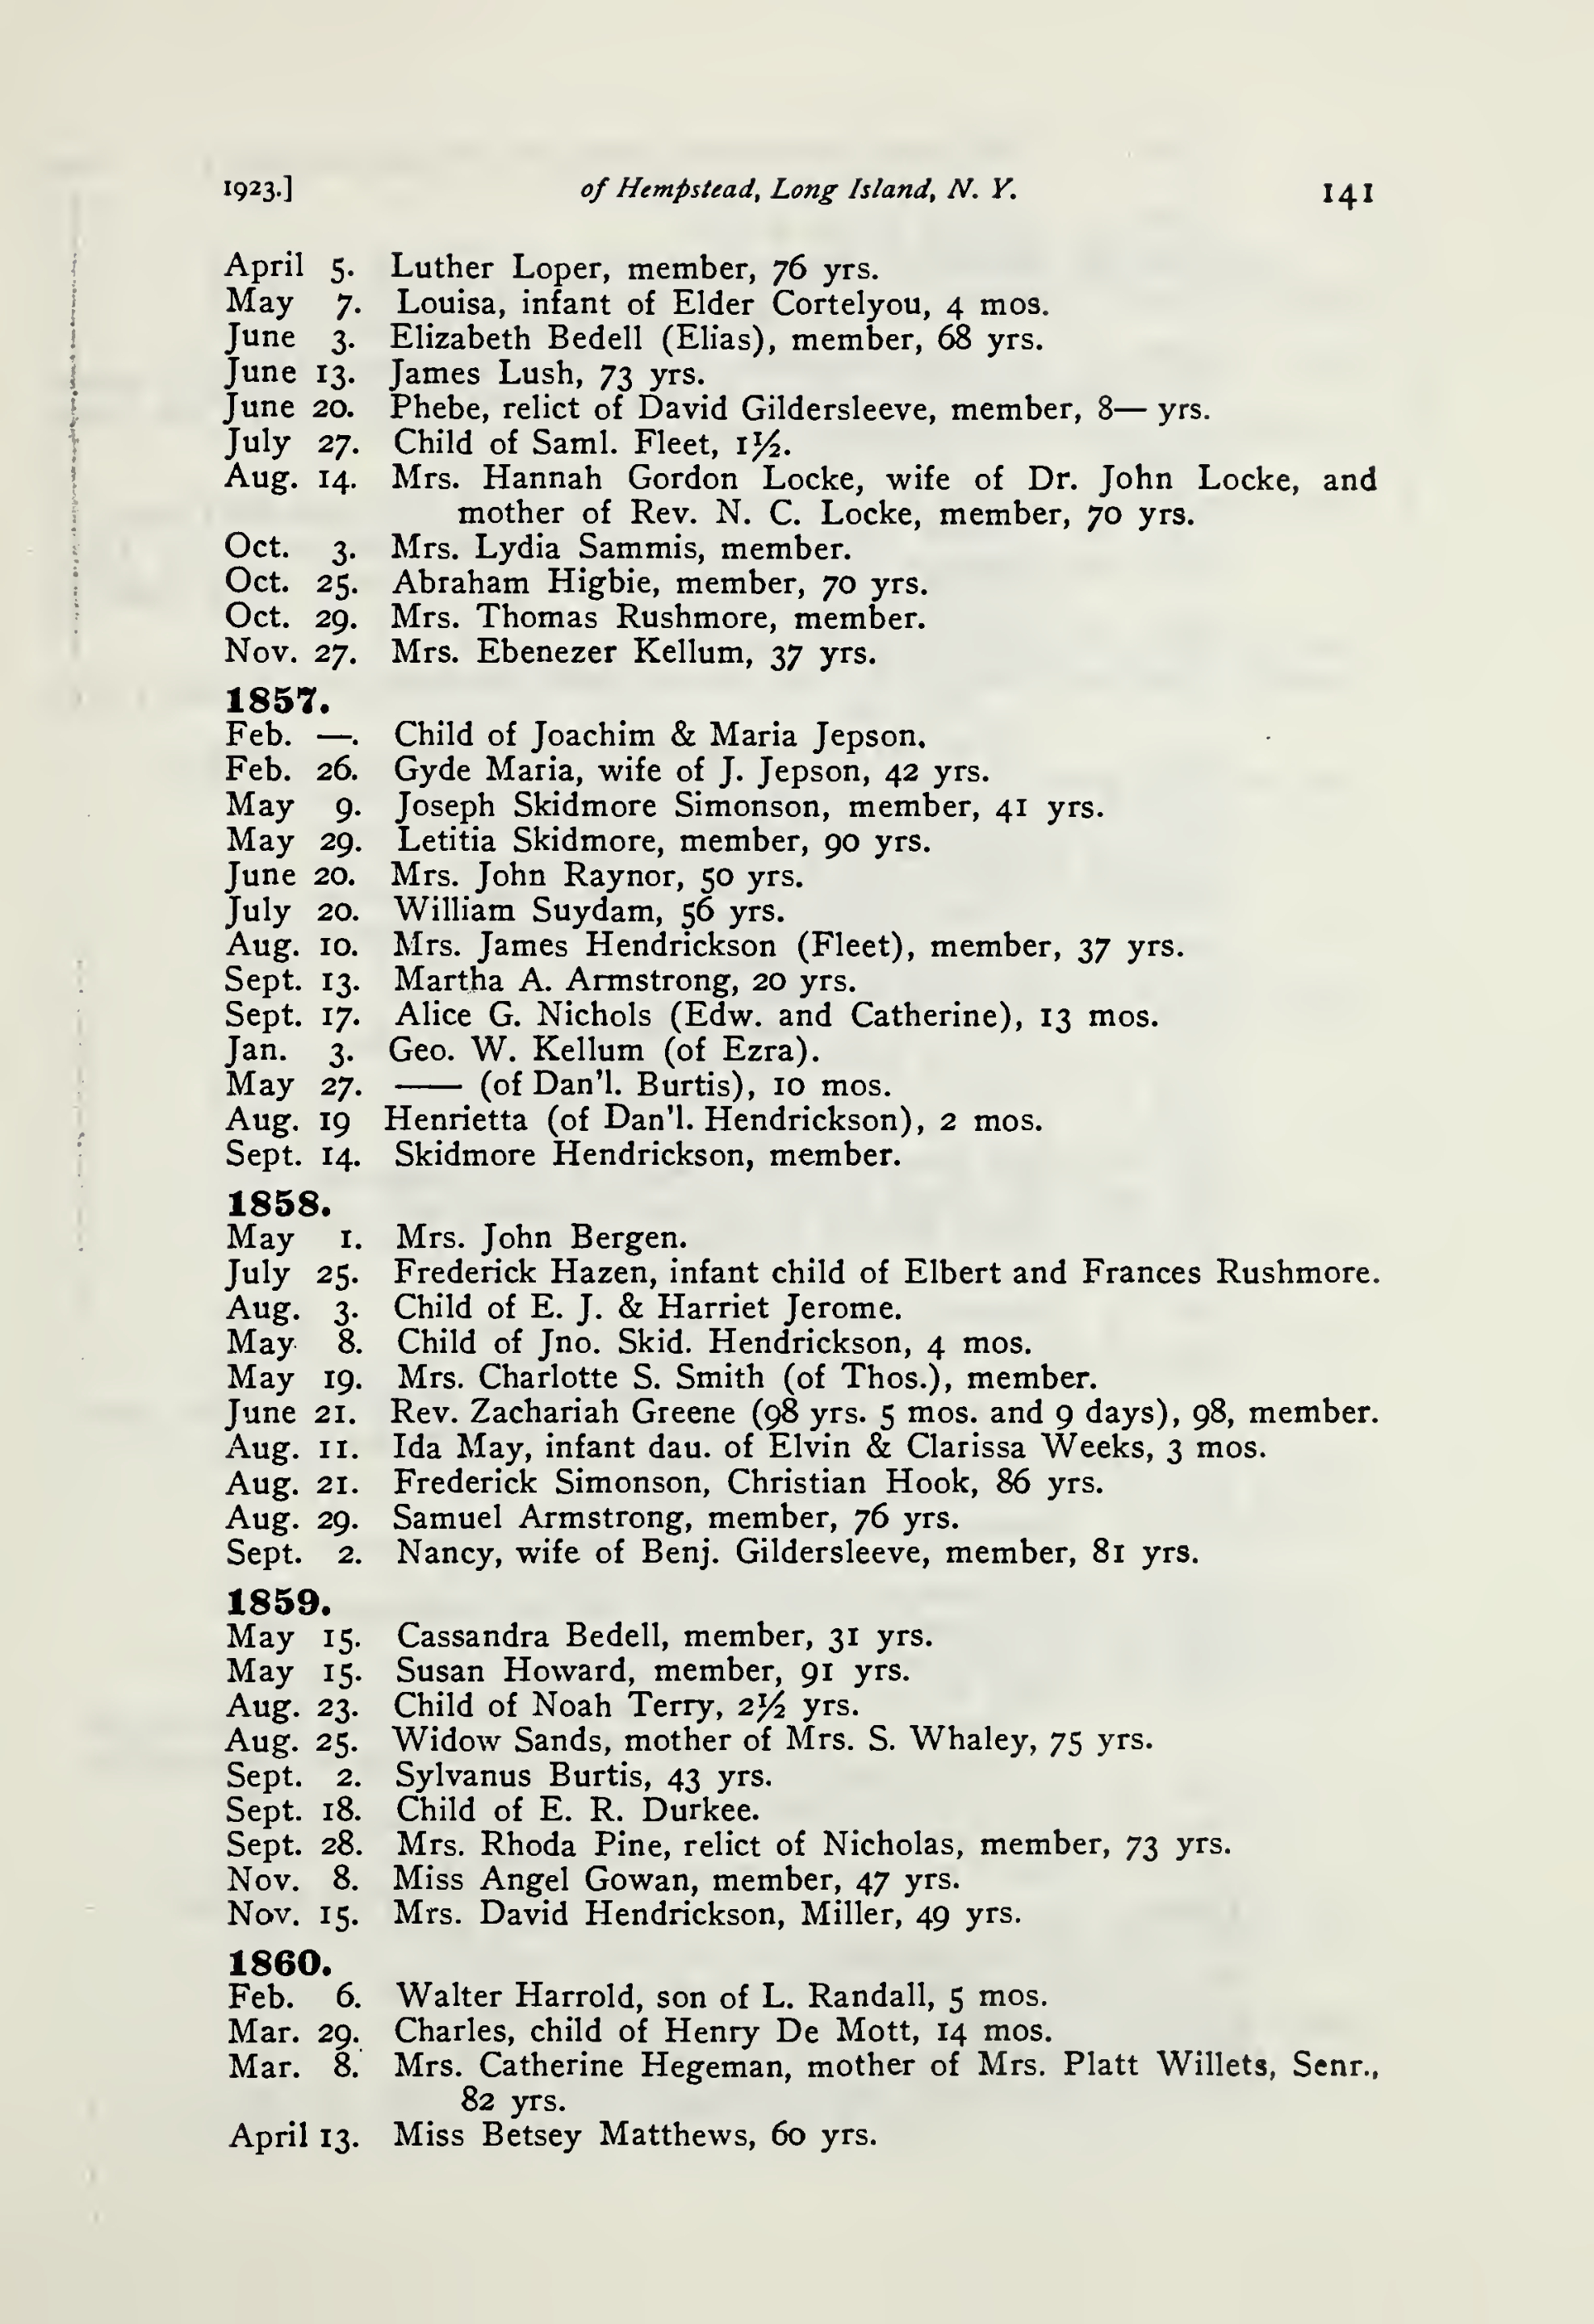 1923.] of Hempstead, Long Island, N. Y. 141
April 5. Luther Loper, member, 76 yrs.
May 7. Louisa, infant of Elder Cortelyou, 4 mos.
June 3. Elizabeth Bedell (Elias), member, 68 yrs.
June 13. James Lush, 73 yrs.
June 20. Phebe, relict of David Gildersleeve, member, 8— yrs.
July 27. Child of Saml. Fleet, 1½.
Aug. 14. Mrs. Hannah Gordon Locke, wife of Dr. John Locke, and
mother of Rev. N. C. Locke, member, 70 yrs.
Oct. 3. Mrs. Lydia Sammis, member.
Oct. 25. Abraham Higbie, member, 70 yrs.
Oct. 29. Mrs. Thomas Rushmore, member.
Nov. 27. Mrs. Ebenezer Kellum, 37 yrs.
1857.
Feb. —. Child of Joachim & Maria Jepson.
Feb. 26. Gyde Maria, wife of J. Jepson, 42 yrs.
May 9. Joseph Skidmore Simonson, member, 41 yrs.
May 29. Letitia Skidmore, member, 90 yrs.
June 20. Mrs. John Raynor, 50 yrs.
July 20. William Suydam, 56 yrs.
Aug. 10. Mrs. James Hendrickson (Fleet), member, 37 yrs.
Sept. 13. Martha A. Armstrong, 20 yrs.
Sept. 17. Alice G. Nichols (Edw. and Catherine), 13 mos.
Jan. 3. Geo. W. Kellum (of Ezra).
May 27. —— (of Dan'l. Burtis), 10 mos.
Aug. 19 Henrietta (of Dan'l. Hendrickson), 2 mos.
Sept. 14. Skidmore Hendrickson, member.
1858.
May 1. Mrs. John Bergen.
July 25. Frederick Hazen, infant child of Elbert and Frances Rushmore.
Aug. 3. Child of E. J. & Harriet Jerome.
May 8. Child of Jno. Skid. Hendrickson, 4 mos.
May 19. Mrs. Charlotte S. Smith (of Thos.), member.
June 21. Rev. Zachariah Greene (98 yrs. 5 mos. and 9 days), 98, member.
Aug. 11. Ida May, infant dau. of Elvin & Clarissa Weeks, 3 mos.
Aug. 21. Frederick Simonson, Christian Hook, 86 yrs.
Aug. 29. Samuel Armstrong, member, 76 yrs.
Sept. 2. Nancy, wife of Benj. Gildersleeve, member, 81 yrs.
1859.
May 15. Cassandra Bedell, member, 31 yrs.
May 15. Susan Howard, member, 91 yrs.
Aug. 23. Child of Noah Terry, 2½ yrs.
Aug. 25. Widow Sands, mother of Mrs. S. Whaley, 75 yrs.
Sept. 2. Sylvanus Burtis, 43 yrs.
Sept. 18. Child of E. R. Durkee.
Sept. 28. Mrs. Rhoda Pine, relict of Nicholas, member, 73 yrs.
Nov. 8. Miss Angel Gowan, member, 47 yrs.
Nov. 15. Mrs. David Hendrickson, Miller, 49 yrs.
1860.
Feb. 6. Walter Harrold, son of L. Randall, 5 mos.
Mar. 29. Charles, child of Henry De Mott, 14 mos.
Mar. 8. Mrs. Catherine Hegeman, mother of Mrs. Platt Willets, Senr.,
82 yrs.
April 13. Miss Betsey Matthews, 60 yrs.